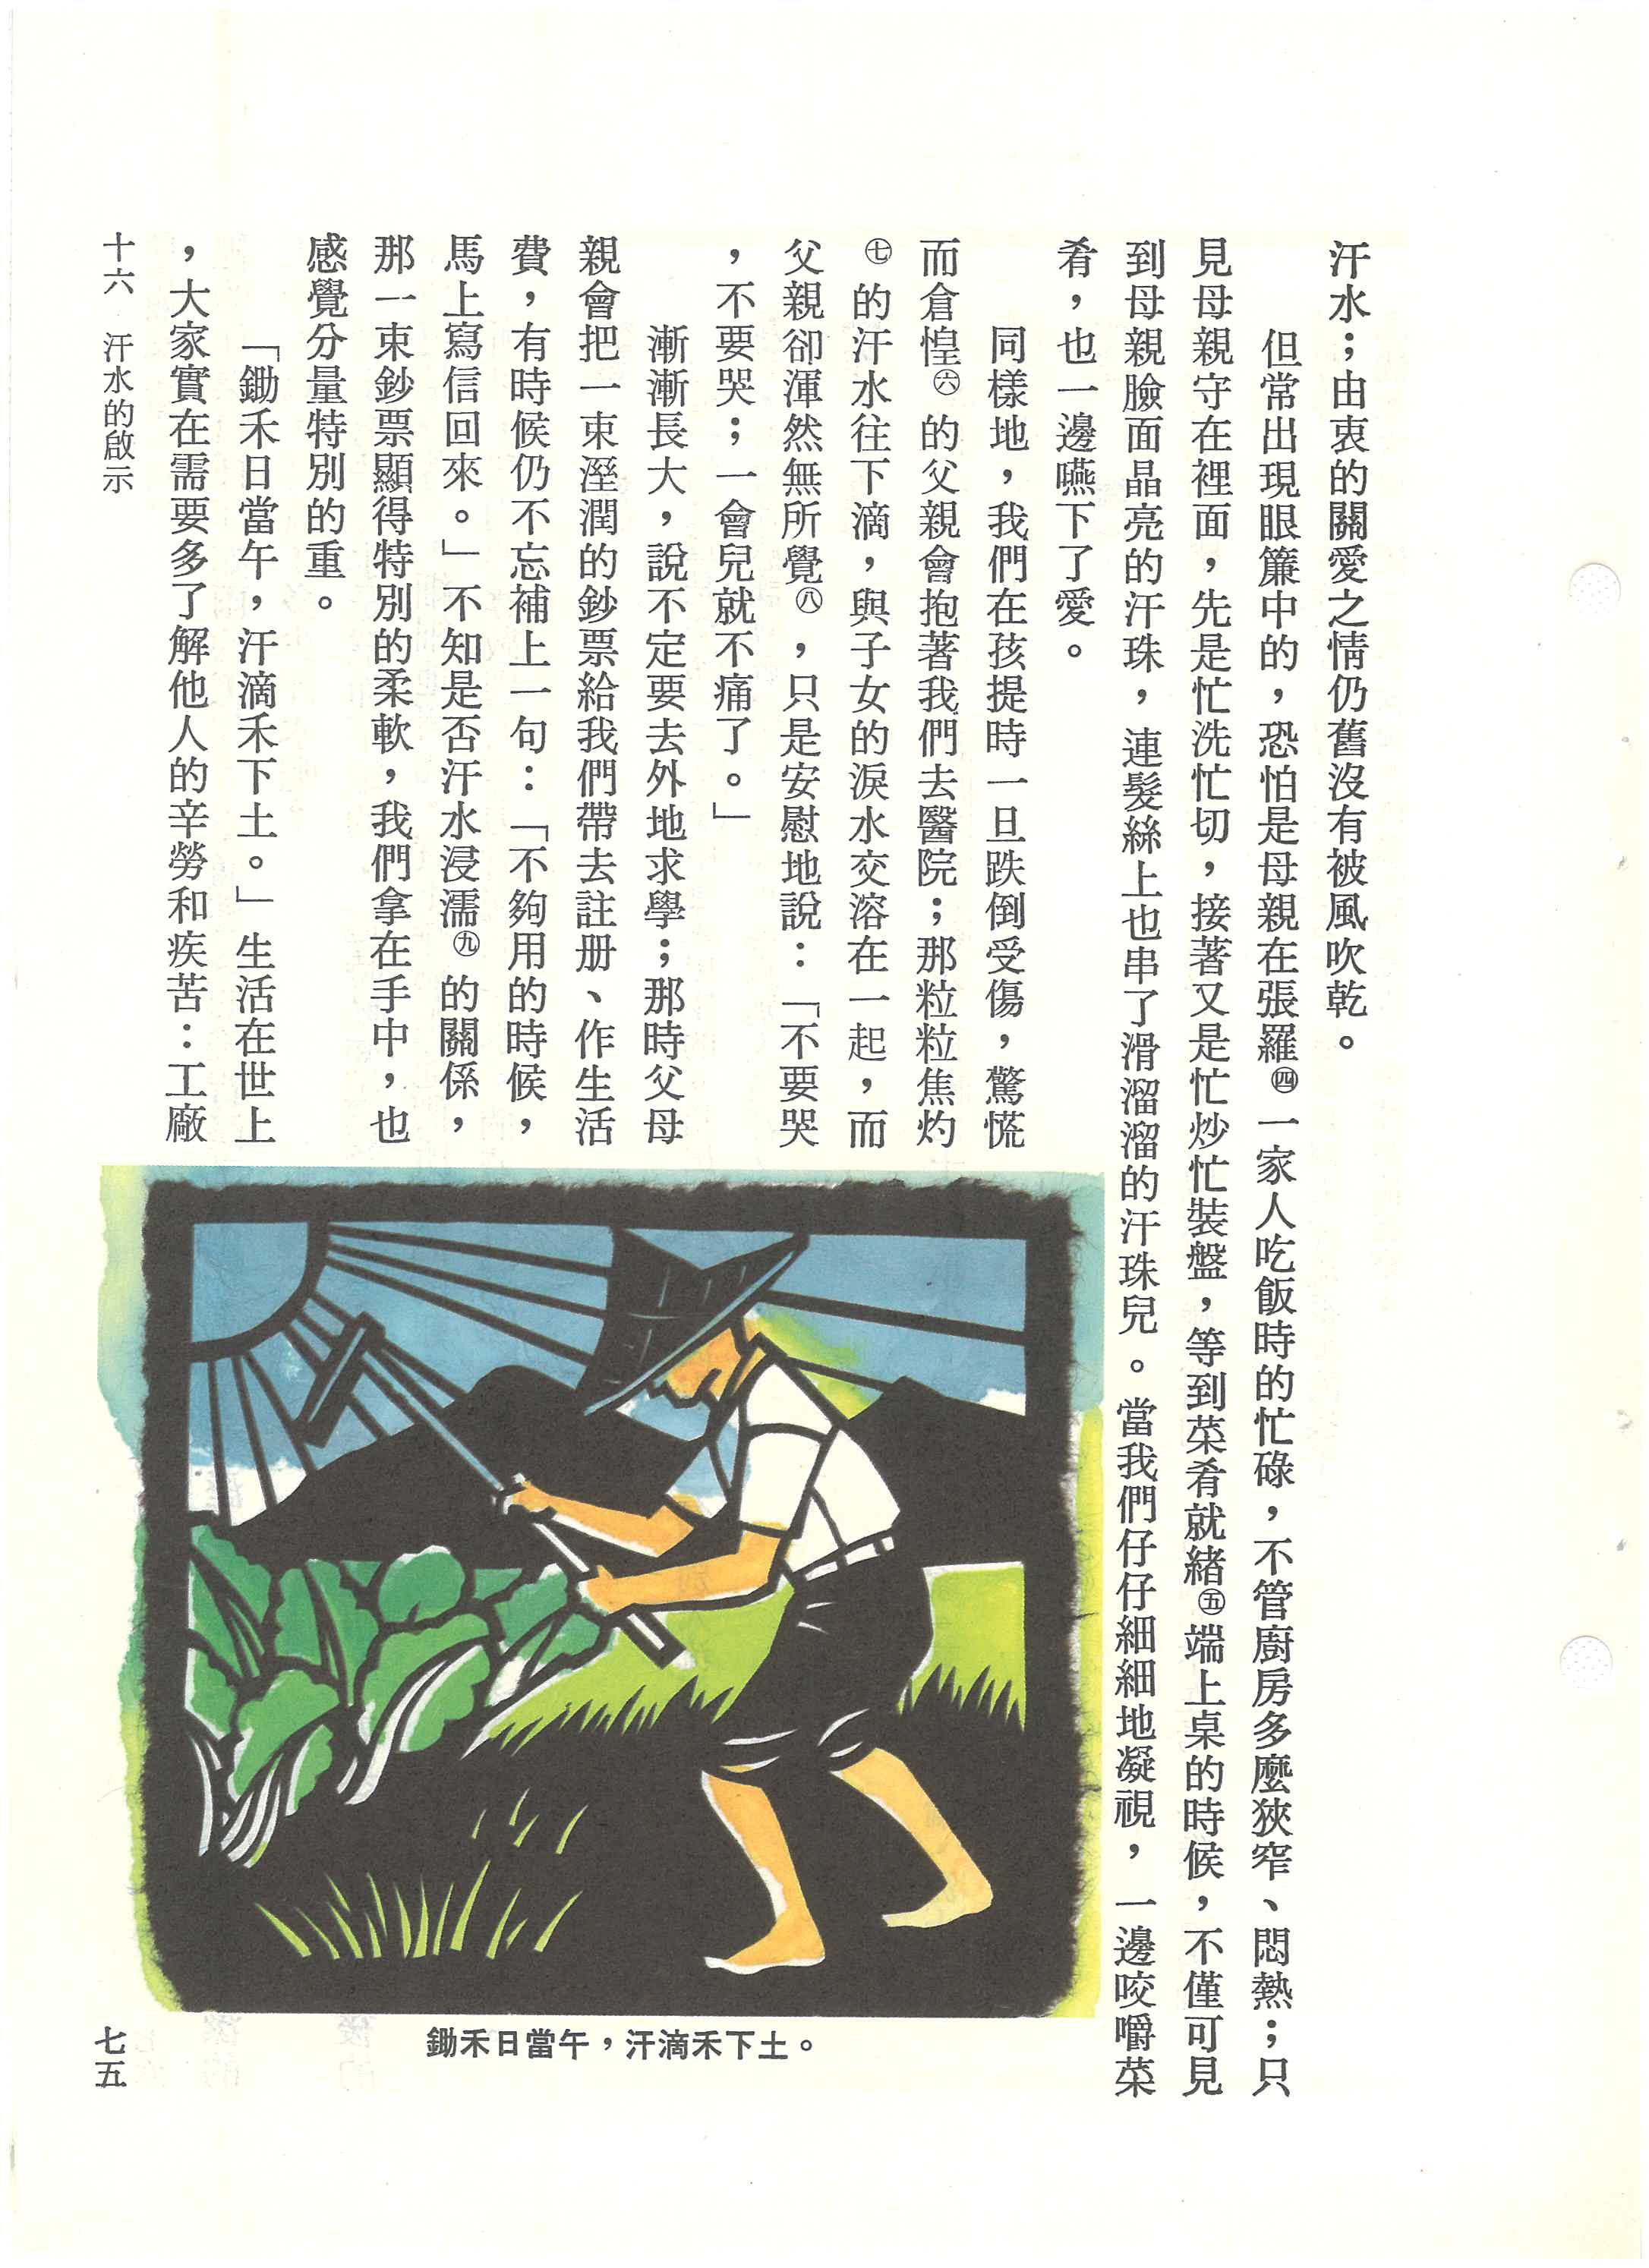 汗水；由衷的關愛之情仍舊沒有被風吹乾。
但常出現眼簾中的，恐怕是母親在張羅㊃一家人吃飯時的忙碌，不管廚房多麼狹窄、悶熱；只
見母親守在裡面，先是忙洗忙切，接著又是忙炒忙裝盤，等到菜肴就緒㊄端上桌的時候，不僅可見
到母親臉面晶亮的汗珠，連髮絲上也串了滑溜溜的汗珠兒。當我們仔仔細細地凝視，一邊咬嚼菜
肴，也一邊嚥下了愛。
同樣地，我們在孩提時一旦跌倒受傷，驚慌
而倉惶㊅的父親會抱著我們去醫院；那粒粒焦灼
㊆的汗水往下滴，與子女的淚水交溶在一起，而
父親卻渾然無所覺㊇，只是安慰地說：「不要哭
，不要哭；一會兒就不痛了。」
漸漸長大，說不定要去外地求學；那時父母
親會把一束溼潤的鈔票給我們帶去註册、作生活
費，有時候仍不忘補上一句：「不夠用的時候，
馬上寫信回來。」不知是否汗水浸濡㊈的關係，
那一束鈔票顯得特別的柔軟，我們拿在手中，也
感覺分量特別的重。
「鋤禾日當午，汗滴禾下土。」生活在世上
，大家實在需要多了解他人的辛勞和疾苦：工廠
鋤禾日當午，汗滴禾下土。
十六 汗水的啟示
七五